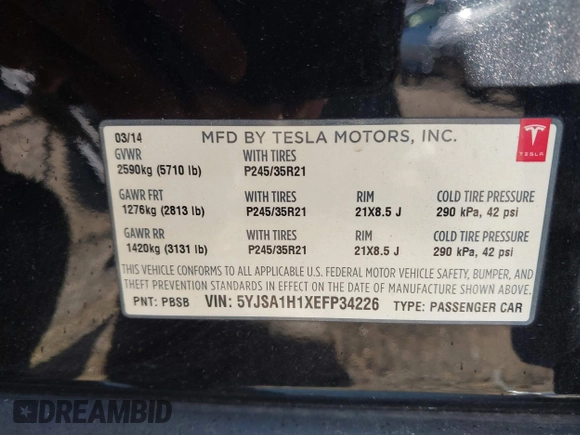 03/14 MFD BY TESLA MOTORS, INC.
TESLA
GVWR WITH TIRES
2590kg (5710 lb) P245/35R21
GAWR FRT WITH TIRES RIM COLD TIRE PRESSURE
1276kg (2813 lb) P245/35R21 21X8.5 J 290 kPa, 42 psi
GAWR RR WITH TIRES RIM COLD TIRE PRESSURE
1420kg (3131 lb) P245/35R21 21X8.5 J 290 kPa, 42 psi
THIS VEHICLE CONFORMS TO ALL APPLICABLE U.S. FEDERAL MOTOR VEHICLE SAFETY, BUMPER, AND
THEFT PREVENTION STANDARDS IN EFFECT ON THE DATE OF MANUFACTURE SHOWN ABOVE.
PNT: PBSB VIN: 5YJSA1H1XEFP34226 TYPE: PASSENGER CAR
DREAMBID